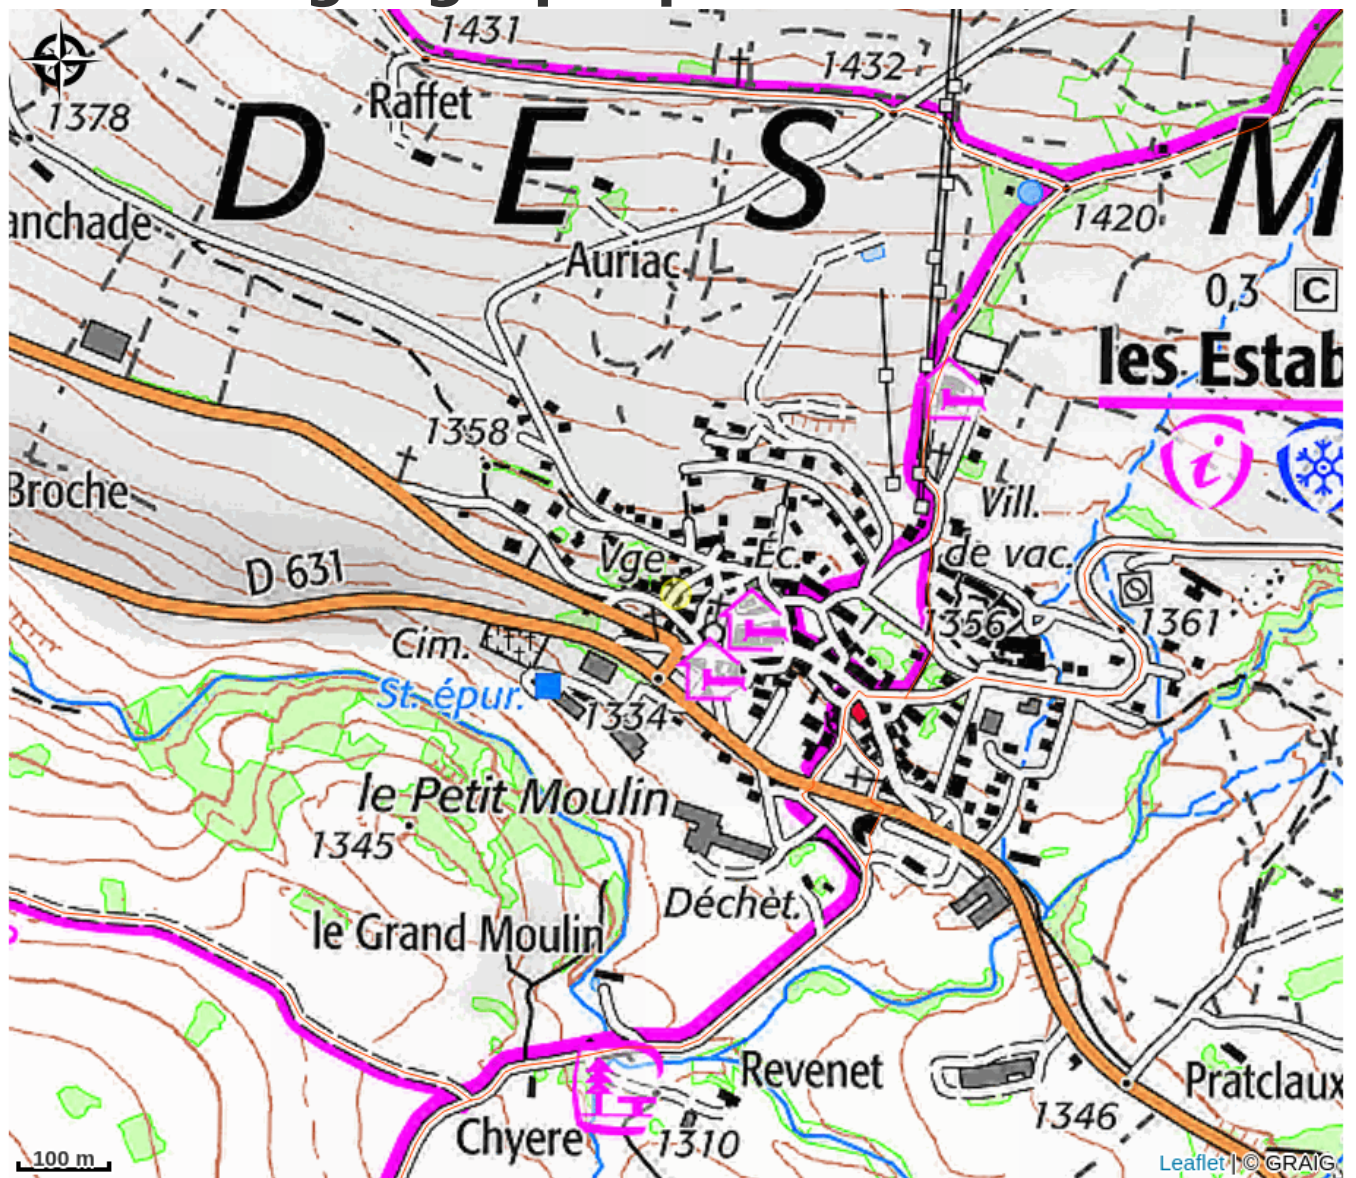 1431
1432
Raffet
1378
D E S M
anchade
1420
Auriac
0,3 C
les Estab
1358
i
Broche
Vill.
Vge
Éc.
de vac.
D 631
1356
1361
Cim.
St. épur.
1334
le Petit Moulin
1345
Déchèt.
le Grand Moulin
Revenet
Pratclaux
1346
Chyere
1310
100 m
Leaflet | © GRAIG